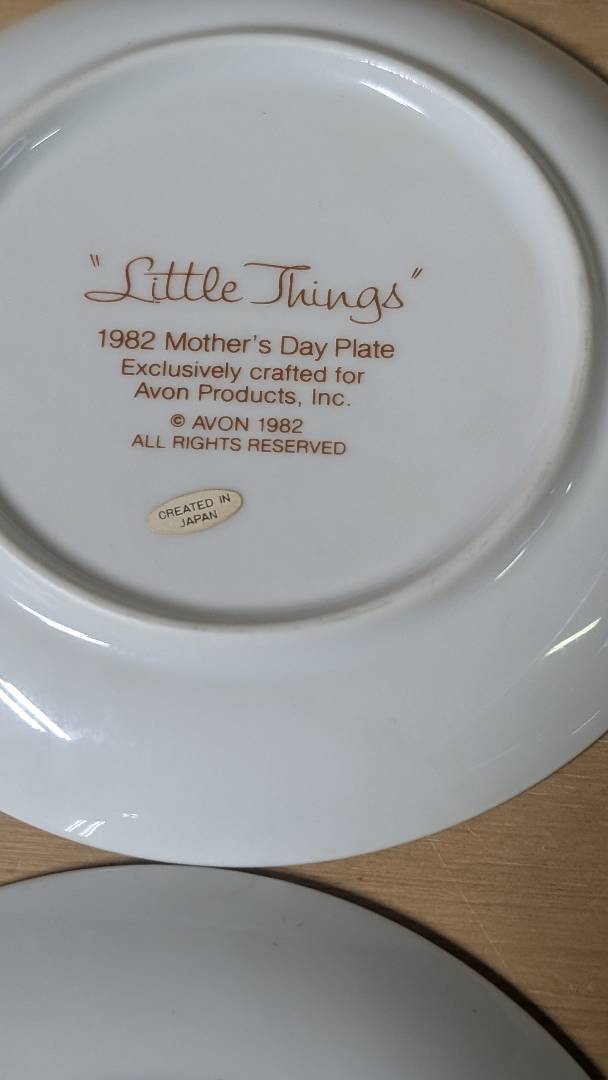 "Little Things"
1982 Mother's Day Plate
Exclusively crafted for
Avon Products, Inc.
© AVON 1982
ALL RIGHTS RESERVED
CREATED IN
JAPAN